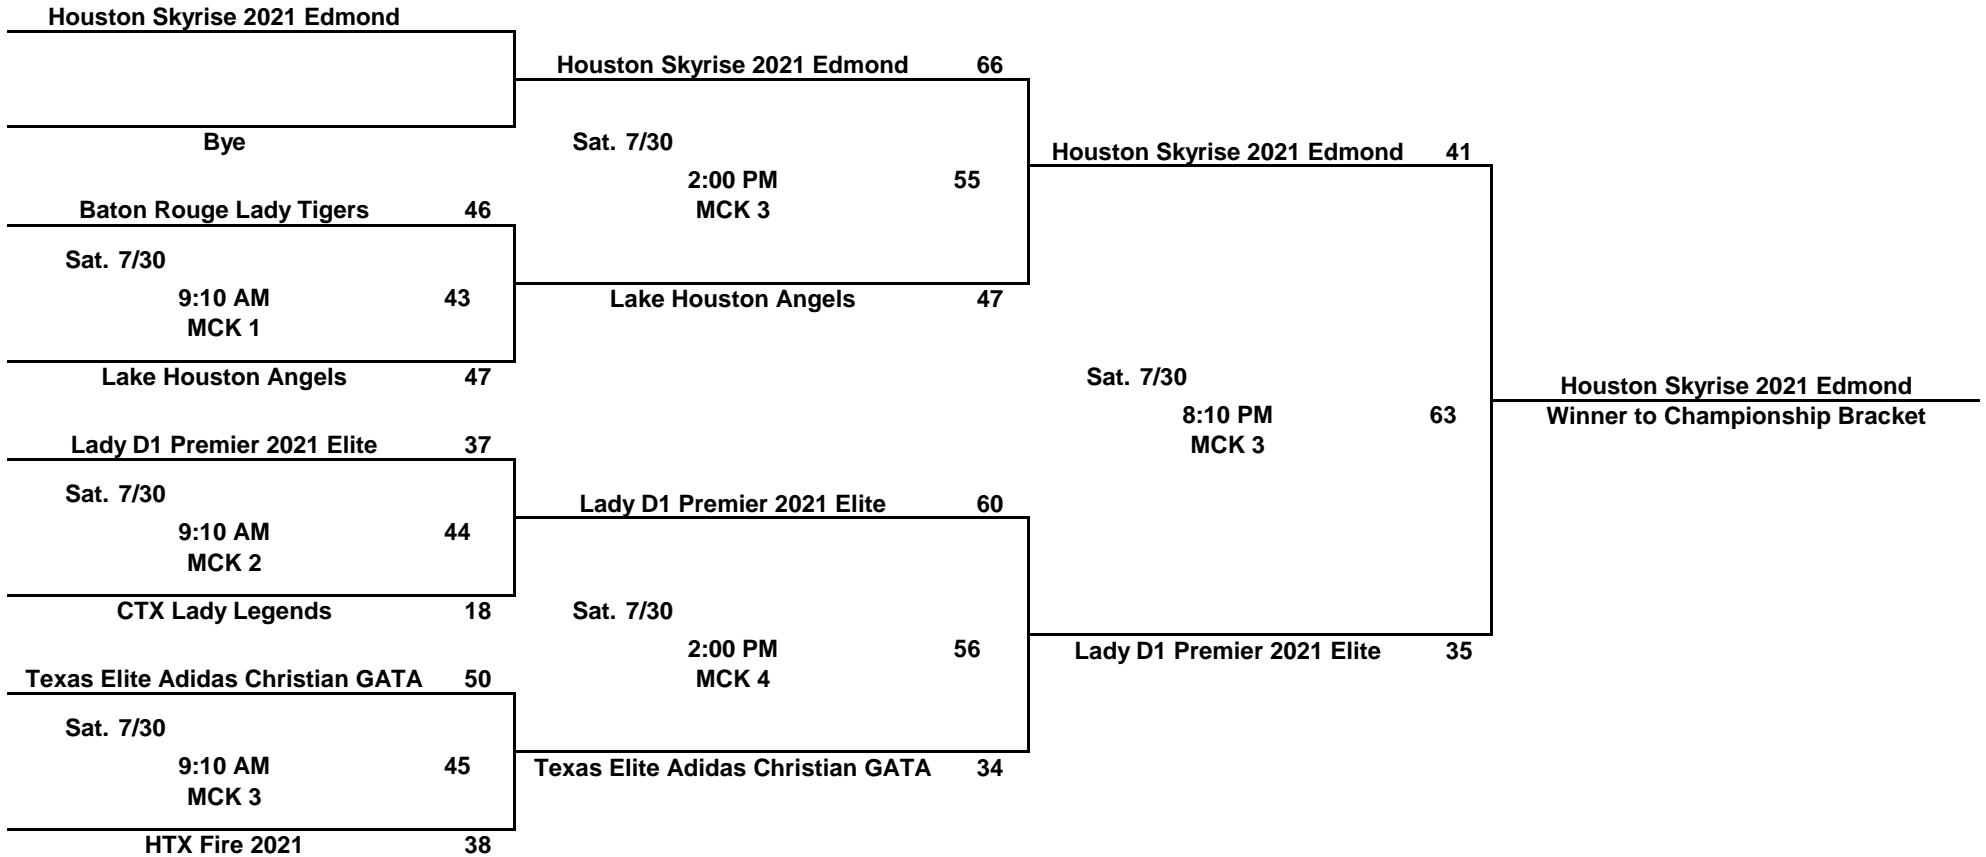 Houston Skyrise 2021 Edmond
Bye
Baton Rouge Lady Tigers 46
Sat. 7/30
9:10 AM 43
MCK 1
Lake Houston Angels 47
Lady D1 Premier 2021 Elite 37
Sat. 7/30
9:10 AM 44
MCK 2
CTX Lady Legends 18
Texas Elite Adidas Christian GATA 50
Sat. 7/30
9:10 AM 45
MCK 3
HTX Fire 2021 38
Houston Skyrise 2021 Edmond 66
Sat. 7/30
2:00 PM 55
MCK 3
Lake Houston Angels 47
Lady D1 Premier 2021 Elite 60
Sat. 7/30
2:00 PM 56
MCK 4
Texas Elite Adidas Christian GATA 34
Houston Skyrise 2021 Edmond 41
Sat. 7/30
8:10 PM 63
MCK 3
Lady D1 Premier 2021 Elite 35
Houston Skyrise 2021 Edmond
Winner to Championship Bracket